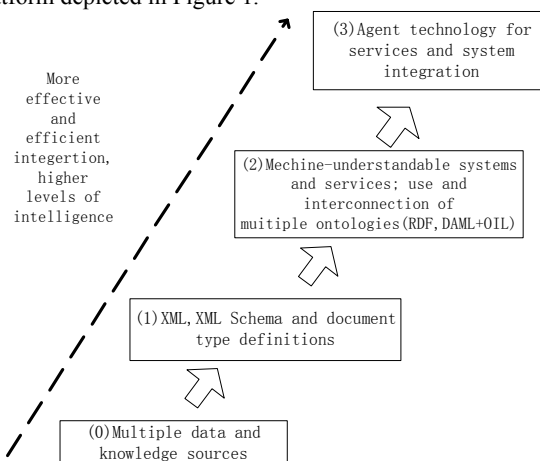 tform depicted in Figure 1.
(3)Agent technology for
services and system
integration
More
effective
and
efficient
integertion,
higher
levels of
intelligence
(2)Mechine-understandable systems
and services; use and
interconnection of
muitiple ontologies(RDF,DAML+OIL)
(1)XML,XML Schema and document
type definitions
(0)Multiple data and
knowledge sources